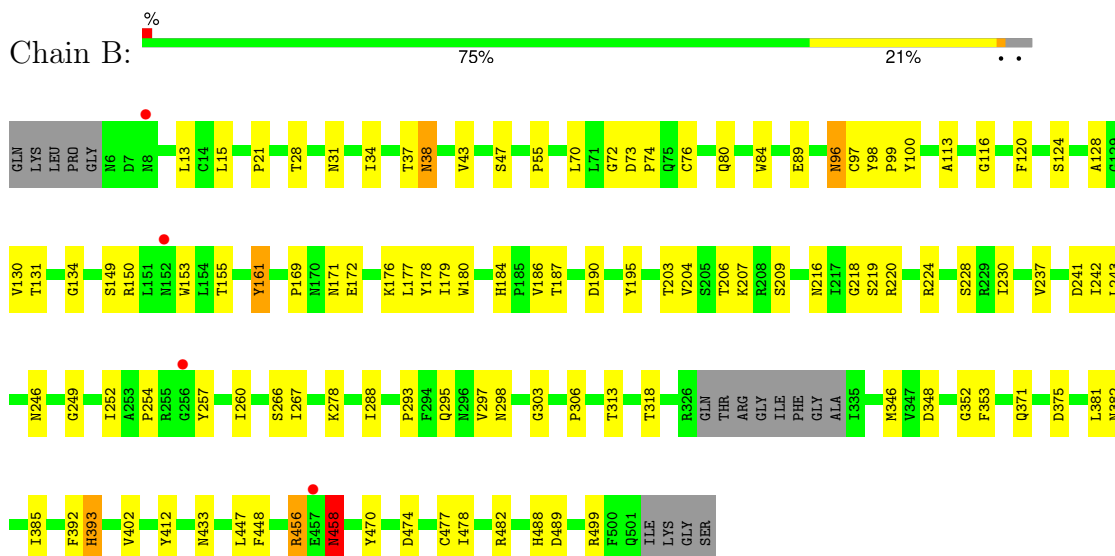 %
Chain B:
75% 21% • •
GLN LYS LEU PRO GLY N6 D7 N8 L13 C14 L15 P21 T28 N31 I34 T37 N38 V43 S47 P55 L70 L71 G72 D73 P74 Q75 C76 Q80 W84 E89 N96 C97 Y98 P99 Y100 A113 G116 F120 S124 A128 G129
V130 T131 G134 S149 R150 L151 N152 W153 L154 T155 Y161 P169 N170 N171 E172 K176 L177 Y178 I179 W180 H184 P185 V186 T187 D190 Y195 T203 V204 S205 T206 K207 R208 S209 N216 I217 G218 S219 R220 R224 S228 R229 I230 V237 D241 I242 L243
N246 G249 I252 A253 P254 R255 G256 Y257 I260 S266 I267 K278 I288 P293 F294 Q295 N296 V297 N298 G303 P306 T313 T318 R326 GLN THR ARG GLY ILE PHE GLY ALA Q335 M346 V347 D348 G352 F353 Q371 D375 L381 N382
I385 F392 H393 V402 Y412 N433 L447 F448 R456 E457 N458 Y470 D474 C477 I478 R482 H488 D489 R499 F500 Q501 ILE LYS GLY SER